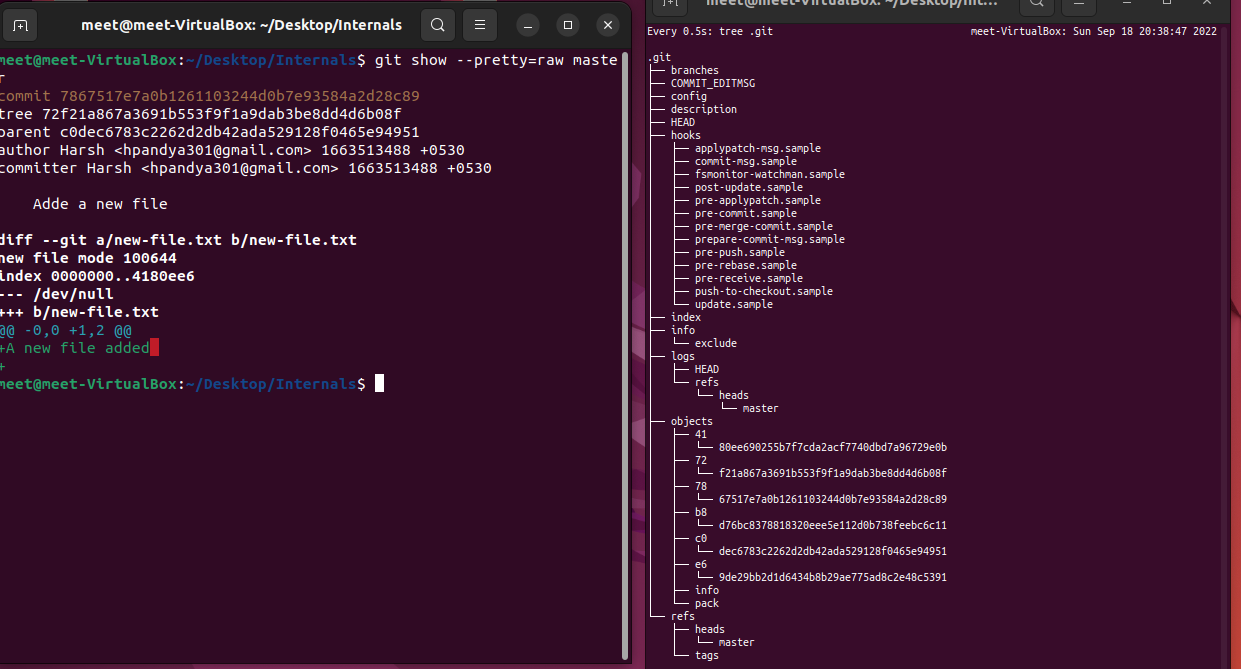 meet@meet-VirtualBox: ~/Desktop/Internals
meet@meet-VirtualBox:~/Desktop/Internals$ git show --pretty=raw maste
r
commit 7867517e7a0b1261103244d0b7e93584a2d28c89
tree 72f21a867a3691b553f9f1a9dab3be8dd4d6b08f
parent c0dec6783c2262d2db42ada529128f0465e94951
author Harsh <hpandya301@gmail.com> 1663513488 +0530
committer Harsh <hpandya301@gmail.com> 1663513488 +0530
Adde a new file
diff --git a/new-file.txt b/new-file.txt
new file mode 100644
index 0000000..4180ee6
--- /dev/null
+++ b/new-file.txt
@@ -0,0 +1,2 @@
+A new file added
+
meet@meet-VirtualBox:~/Desktop/Internals$
meet@meet-VirtualBox: ~/Desktop/Int...
Every 0.5s: tree .git meet-VirtualBox: Sun Sep 18 20:38:47 2022
.git
├── branches
├── COMMIT_EDITMSG
├── config
├── description
├── HEAD
├── hooks
│   ├── applypatch-msg.sample
│   ├── commit-msg.sample
│   ├── fsmonitor-watchman.sample
│   ├── post-update.sample
│   ├── pre-applypatch.sample
│   ├── pre-commit.sample
│   ├── pre-merge-commit.sample
│   ├── prepare-commit-msg.sample
│   ├── pre-push.sample
│   ├── pre-rebase.sample
│   ├── pre-receive.sample
│   ├── push-to-checkout.sample
│   └── update.sample
├── index
├── info
│   └── exclude
├── logs
│   ├── HEAD
│   └── refs
│       └── heads
│           └── master
├── objects
│   ├── 41
│   │   └── 80ee690255b7f7cda2acf7740dbd7a96729e0b
│   ├── 72
│   │   └── f21a867a3691b553f9f1a9dab3be8dd4d6b08f
│   ├── 78
│   │   └── 67517e7a0b1261103244d0b7e93584a2d28c89
│   ├── b8
│   │   └── d76bc8378818320eee5e112d0b738feebc6c11
│   ├── c0
│   │   └── dec6783c2262d2db42ada529128f0465e94951
│   ├── e6
│   │   └── 9de29bb2d1d6434b8b29ae775ad8c2e48c5391
│   ├── info
│   └── pack
└── refs
    ├── heads
    │   └── master
    └── tags